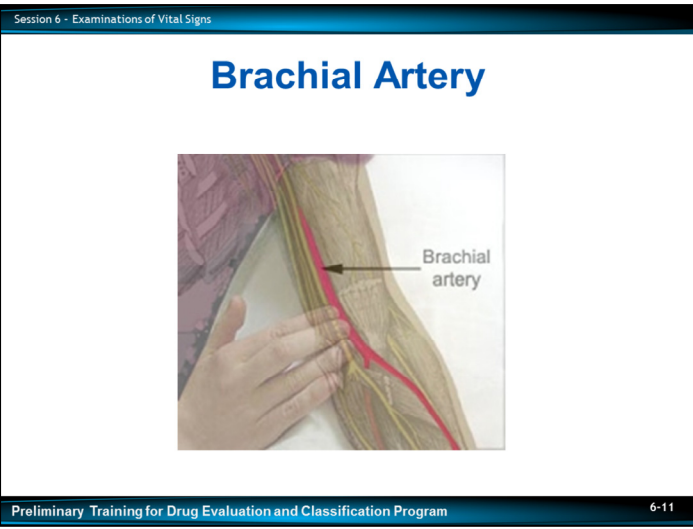 Session 6 - Examinations of Vital Signs
Brachial Artery
Brachial
artery
Preliminary Training for Drug Evaluation and Classification Program
6-11